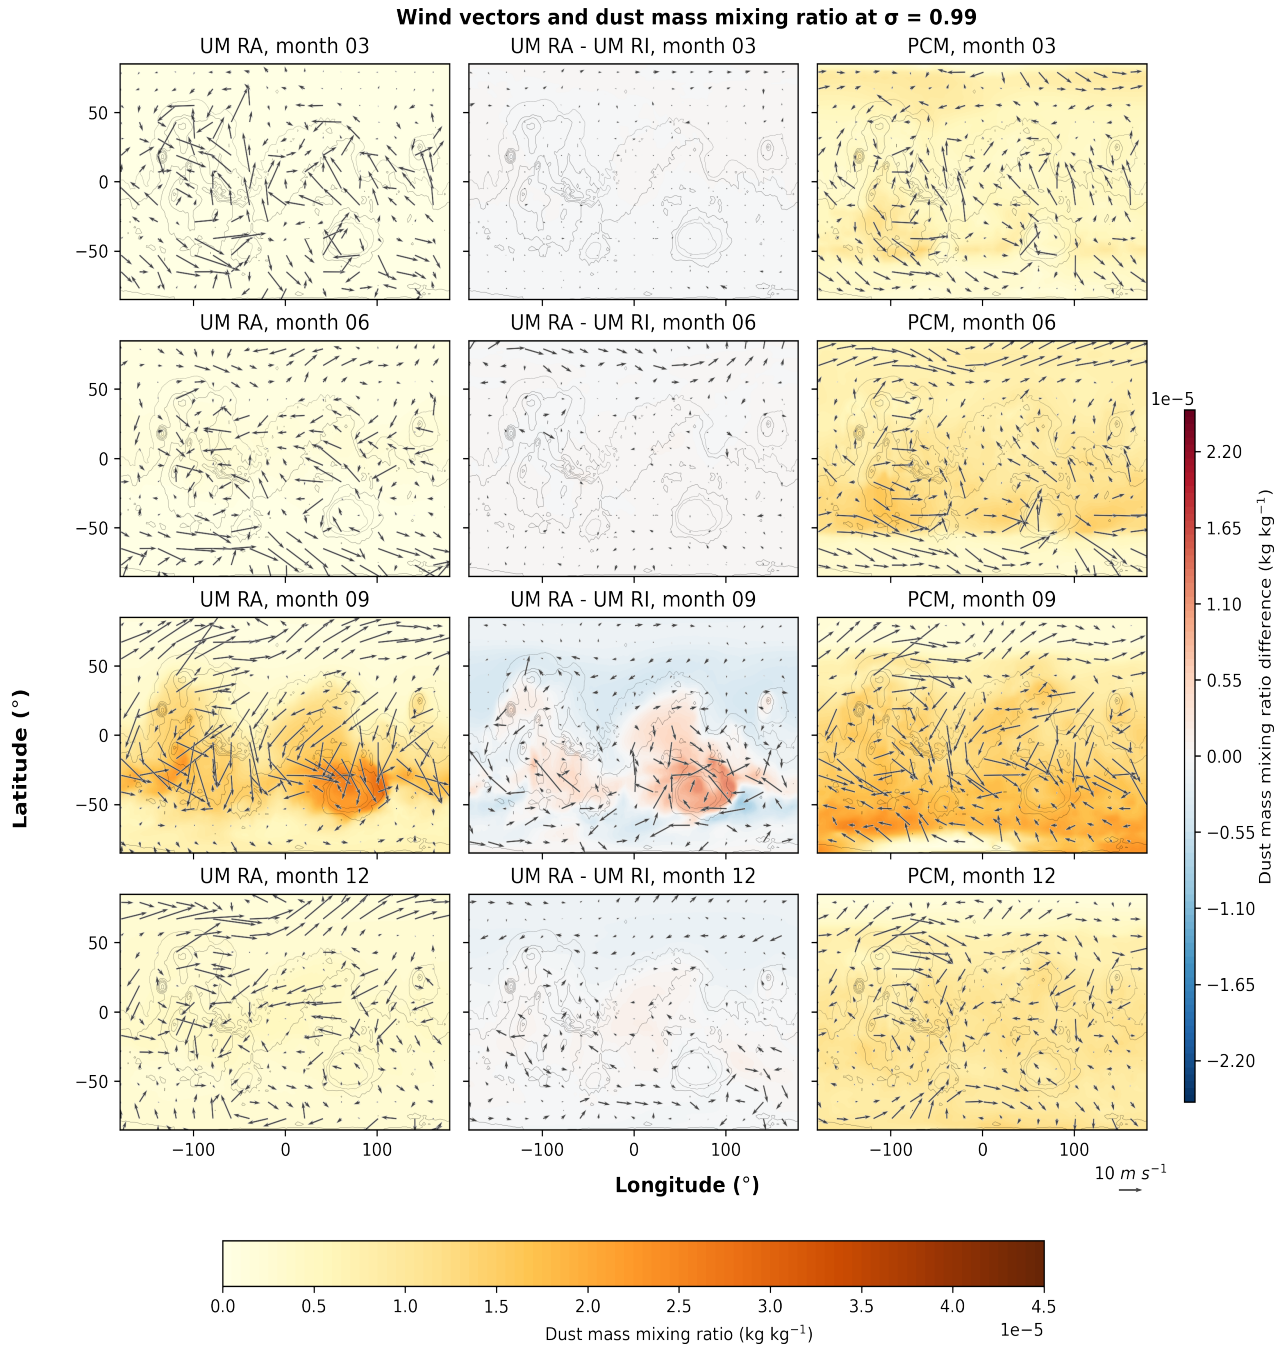 Wind vectors and dust mass mixing ratio at σ = 0.99
UM RA, month 03
UM RA - UM RI, month 03
PCM, month 03
50
0
−50
UM RA, month 06
UM RA - UM RI, month 06
PCM, month 06
50
0
−50
UM RA, month 09
UM RA - UM RI, month 09
PCM, month 09
50
0
−50
UM RA, month 12
UM RA - UM RI, month 12
PCM, month 12
50
0
−50
−100 0 100
−100 0 100
−100 0 100
Latitude (°)
Longitude (°)
10 m s⁻¹
1e−5
2.20
1.65
1.10
0.55
0.00
−0.55
−1.10
−1.65
−2.20
Dust mass mixing ratio difference (kg kg⁻¹)
0.0 0.5 1.0 1.5 2.0 2.5 3.0 3.5 4.0 4.5
1e−5
Dust mass mixing ratio (kg kg⁻¹)